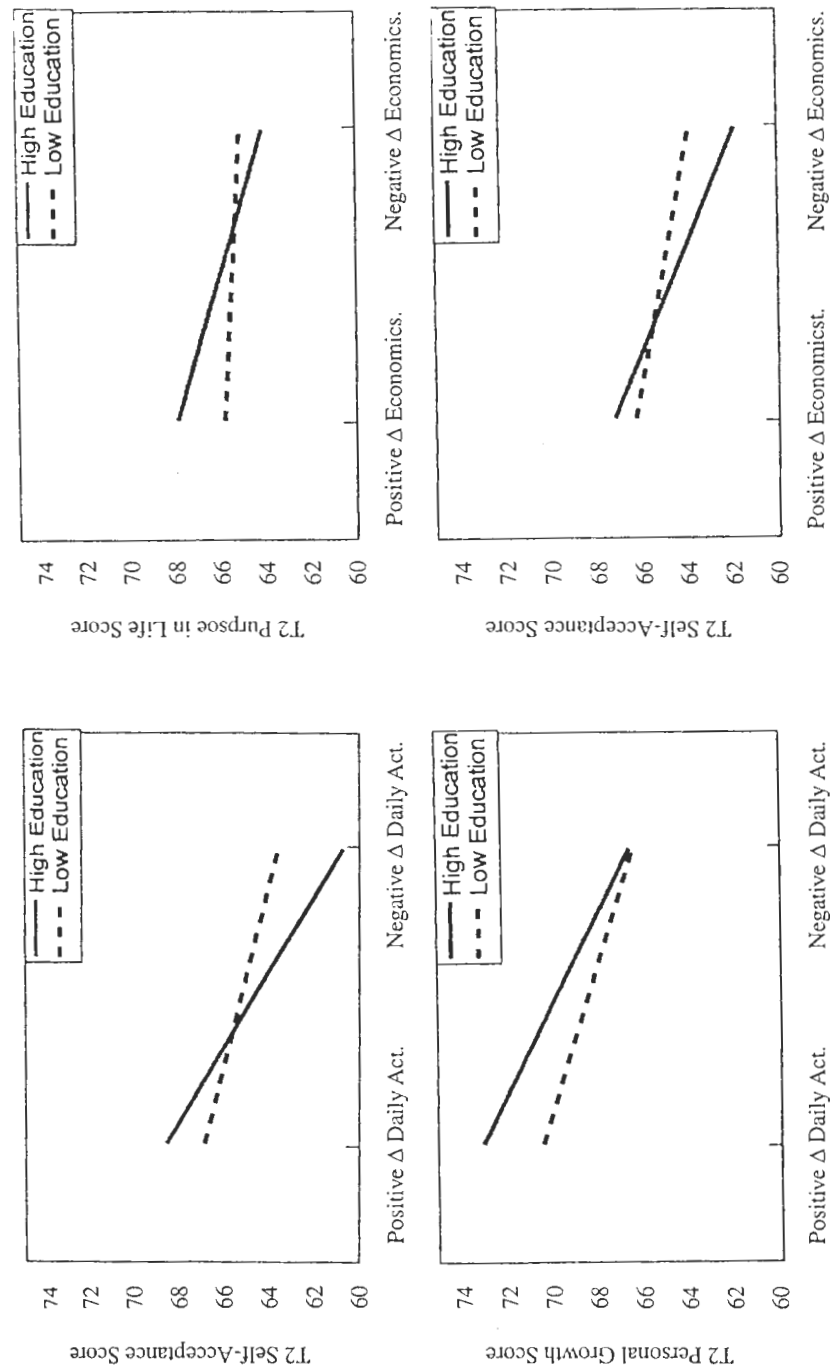 T2 Self-Acceptance Score
74
72
70
68
66
64
62
60
High Education
Low Education
Positive Δ Daily Act.
Negative Δ Daily Act.
T2 Purpsoe in Life Score
74
72
70
68
66
64
62
60
High Education
Low Education
Positive Δ Economics.
Negative Δ Economics.
T2 Personal Growth Score
74
72
70
68
66
64
62
60
High Education
Low Education
Positive Δ Daily Act.
Negative Δ Daily Act.
T2 Self-Acceptance Score
74
72
70
68
66
64
62
60
High Education
Low Education
Positive Δ Economicst.
Negative Δ Economics.